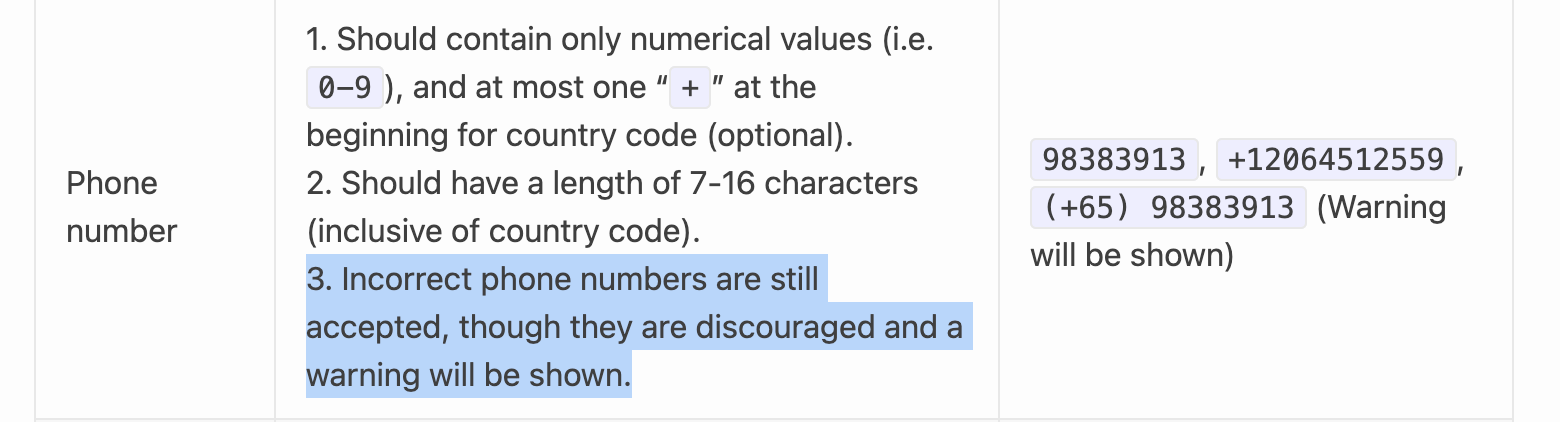 Phone
number
1. Should contain only numerical values (i.e.
0–9), and at most one “+” at the
beginning for country code (optional).
2. Should have a length of 7-16 characters
(inclusive of country code).
3. Incorrect phone numbers are still
accepted, though they are discouraged and a
warning will be shown.
98383913, +12064512559,
(+65) 98383913 (Warning
will be shown)